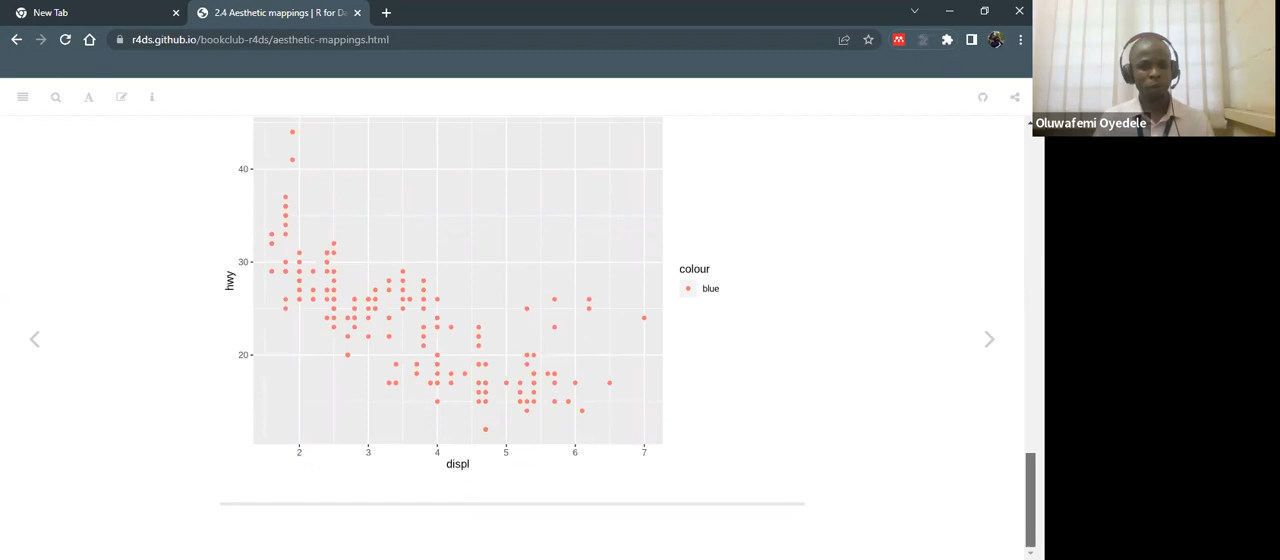 New Tab
2.4 Aesthetic mappings | R for Da
r4ds.github.io/bookclub-r4ds/aesthetic-mappings.html
Oluwafemi Oyedele
A
i
40
30
20
hwy
2 3 4 5 6 7
displ
colour
blue